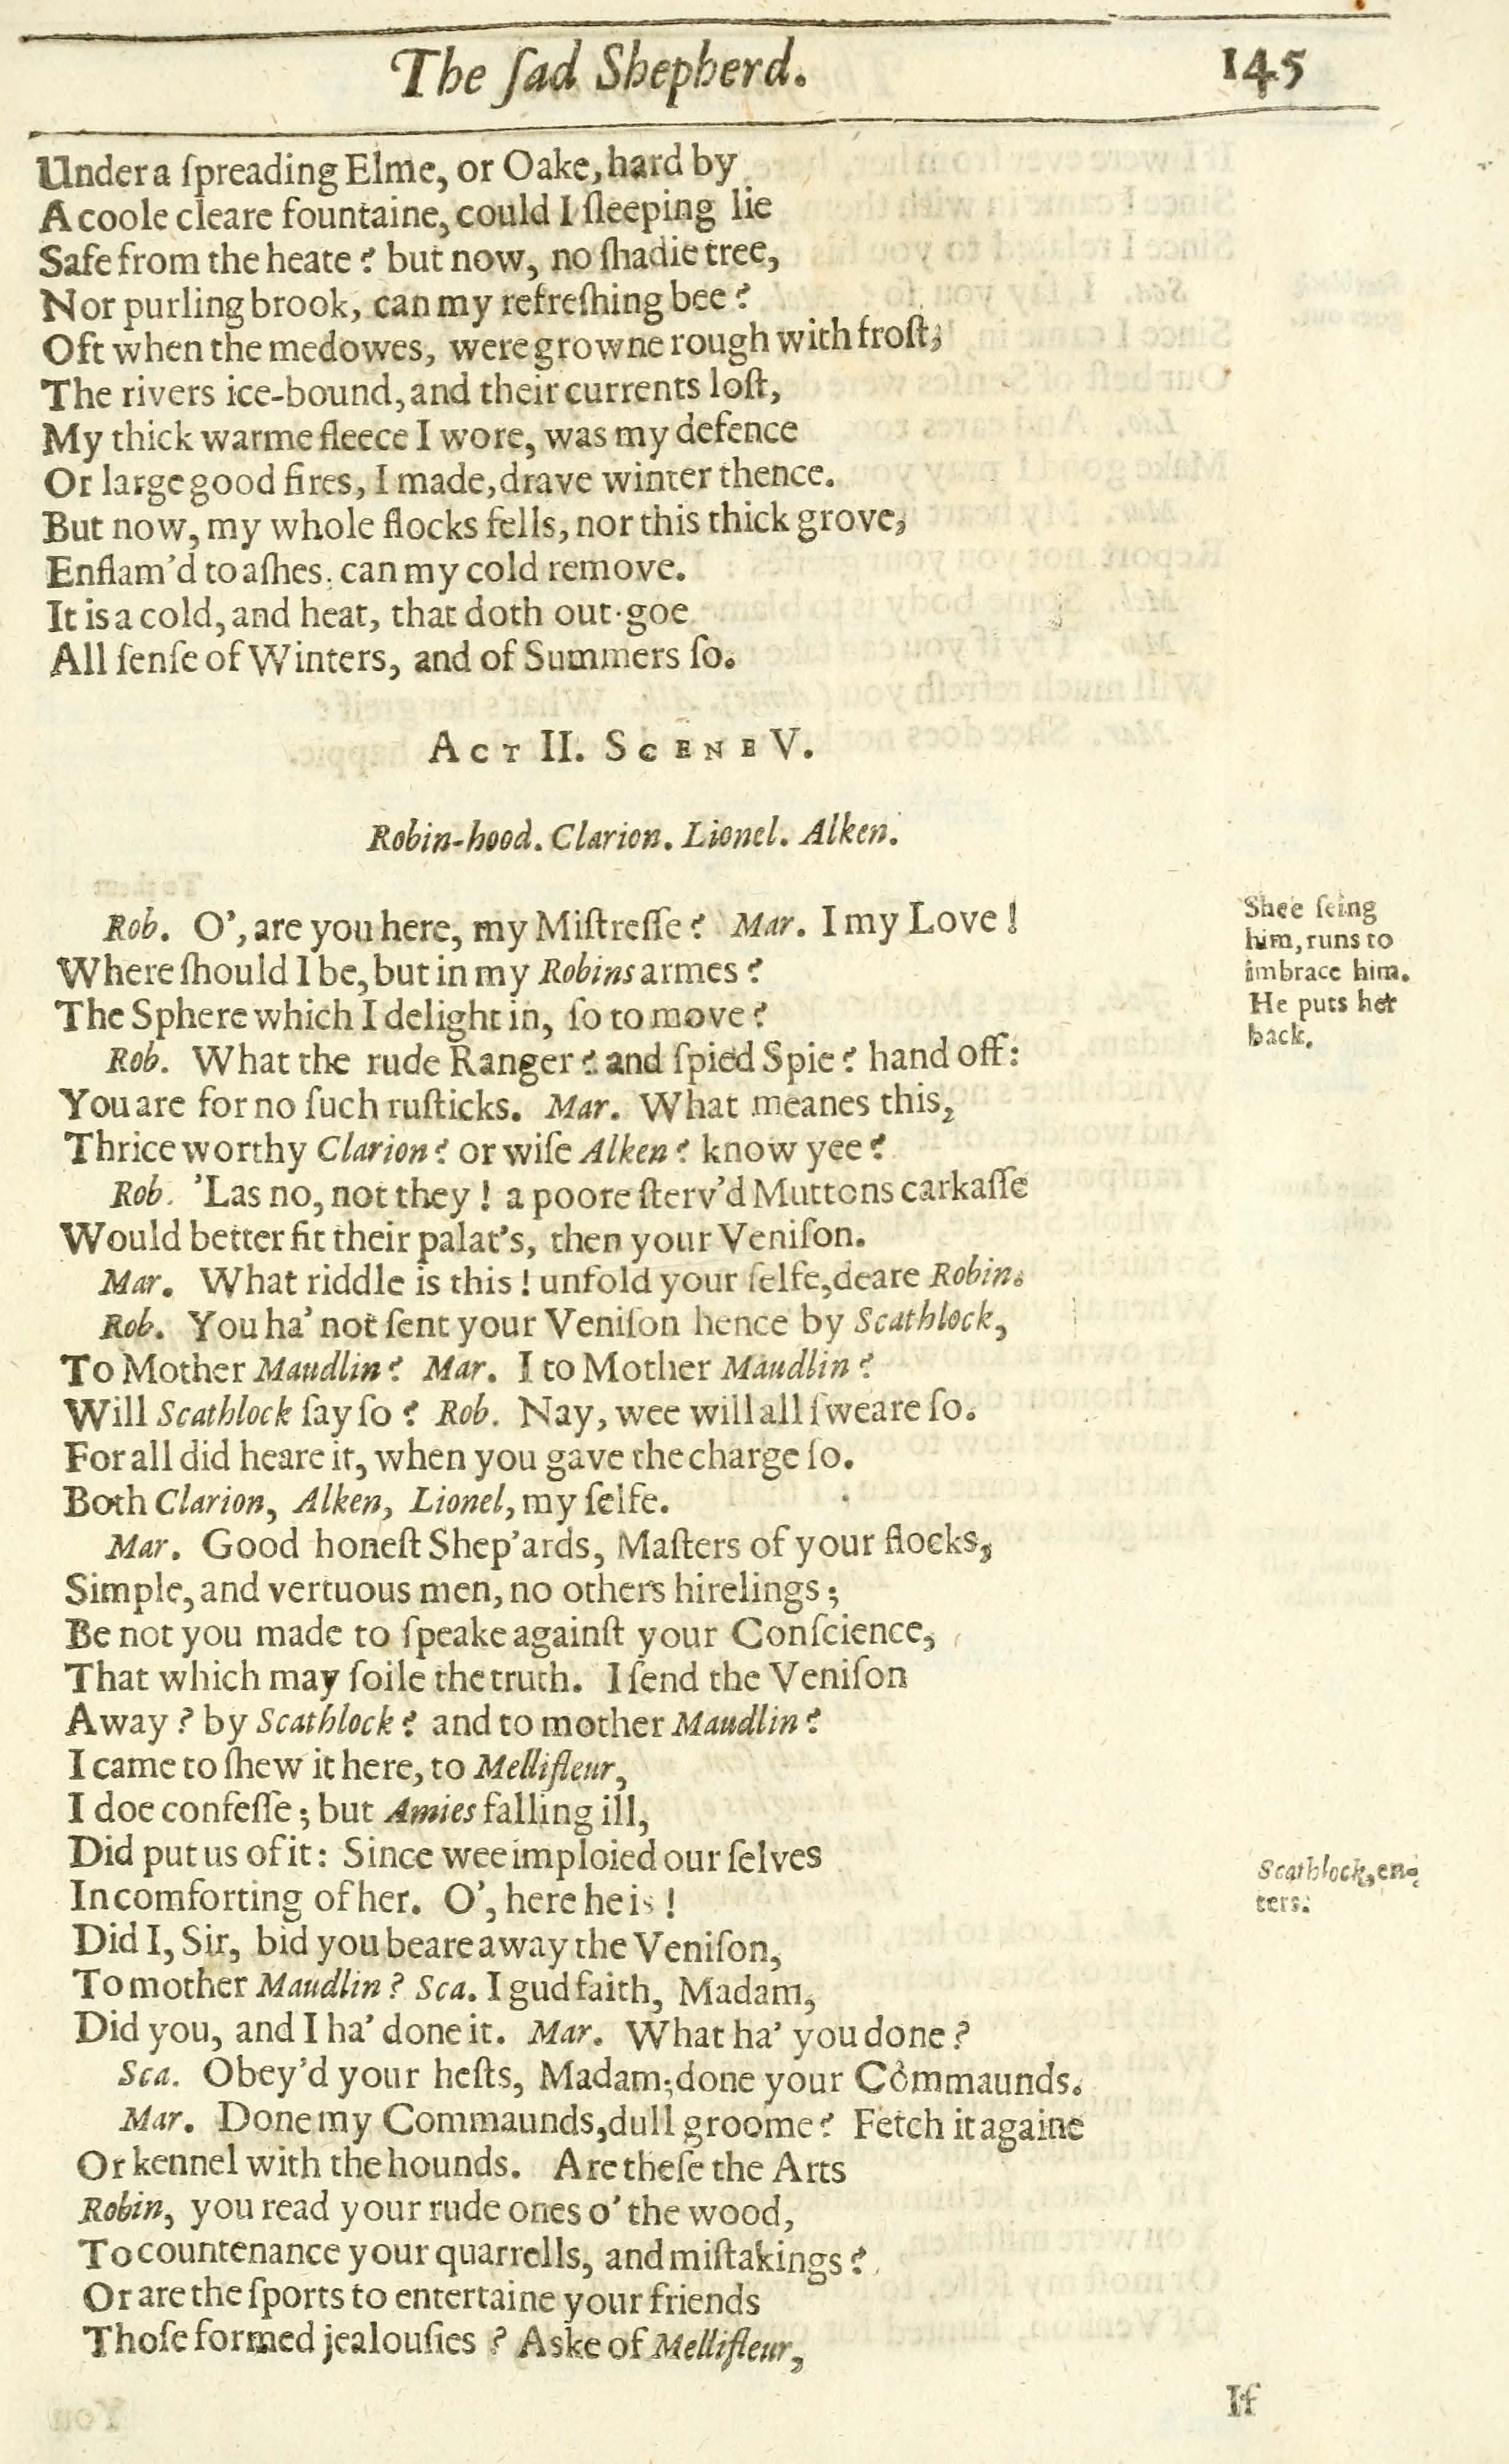 The ſad Shepherd. 145
Under a ſpreading Elme, or Oake, hard by
A coole cleare fountaine, could I ſleeping lie
Safe from the heate? but now, no ſhadie tree,
Nor purling brook, can my refreſhing bee?
Oft when the medowes, were growne rough with froſt;
The rivers ice-bound, and their currents loſt,
My thick warme fleece I wore, was my defence
Or large good fires, I made, drave winter thence.
But now, my whole flocks fells, nor this thick grove,
Enflam'd to aſhes, can my cold remove.
It is a cold, and heat, that doth out-goe
All ſenſe of Winters, and of Summers ſo.
ACT II. SCENE V.
Robin-hood. Clarion. Lionel. Alken.
Rob. O', are you here, my Miſtreſſe? Mar. I my Love!
Where ſhould I be, but in my Robins armes?
The Sphere which I delight in, ſo to move?
Shee ſeing
him, runs to
imbrace him.
He puts her
back.
Rob. What the rude Ranger? and ſpied Spie? hand off:
You are for no ſuch ruſticks. Mar. What meanes this,
Thrice worthy Clarion? or wiſe Alken? know yee?
Rob. 'Las no, not they! a poore ſterv'd Muttons carkaſſe
Would better fit their palat's, then your Veniſon.
Mar. What riddle is this! unfold your ſelfe, deare Robin.
Rob. You ha' not ſent your Veniſon hence by Scathlock,
To Mother Maudlin? Mar. I to Mother Maudlin?
Will Scathlock ſay ſo? Rob. Nay, wee will all ſweare ſo.
For all did heare it, when you gave the charge ſo.
Both Clarion, Alken, Lionel, my ſelfe.
Mar. Good honeſt Shep'ards, Maſters of your flocks,
Simple, and vertuous men, no others hirelings;
Be not you made to ſpeake againſt your Conſcience,
That which may ſoile the truth. I ſend the Veniſon
Away? by Scathlock? and to mother Maudlin?
I came to ſhew it here, to Mellifleur,
I doe confeſſe; but Amies falling ill,
Did put us of it: Since wee imploied our ſelves
In comforting of her. O', here he is!
Scathlock, en-
ters.
Did I, Sir, bid you beare away the Veniſon,
To mother Maudlin? Sca. I gud faith, Madam,
Did you, and I ha' done it. Mar. What ha' you done?
Sca. Obey'd your heſts, Madam; done your Commaunds.
Mar. Done my Commaunds, dull groome? Fetch it againe
Or kennel with the hounds. Are theſe the Arts
Robin, you read your rude ones o' the wood,
To countenance your quarrells, and miſtakings?
Or are the ſports to entertaine your friends
Thoſe formed jealouſies? Aske of Mellifleur,
If